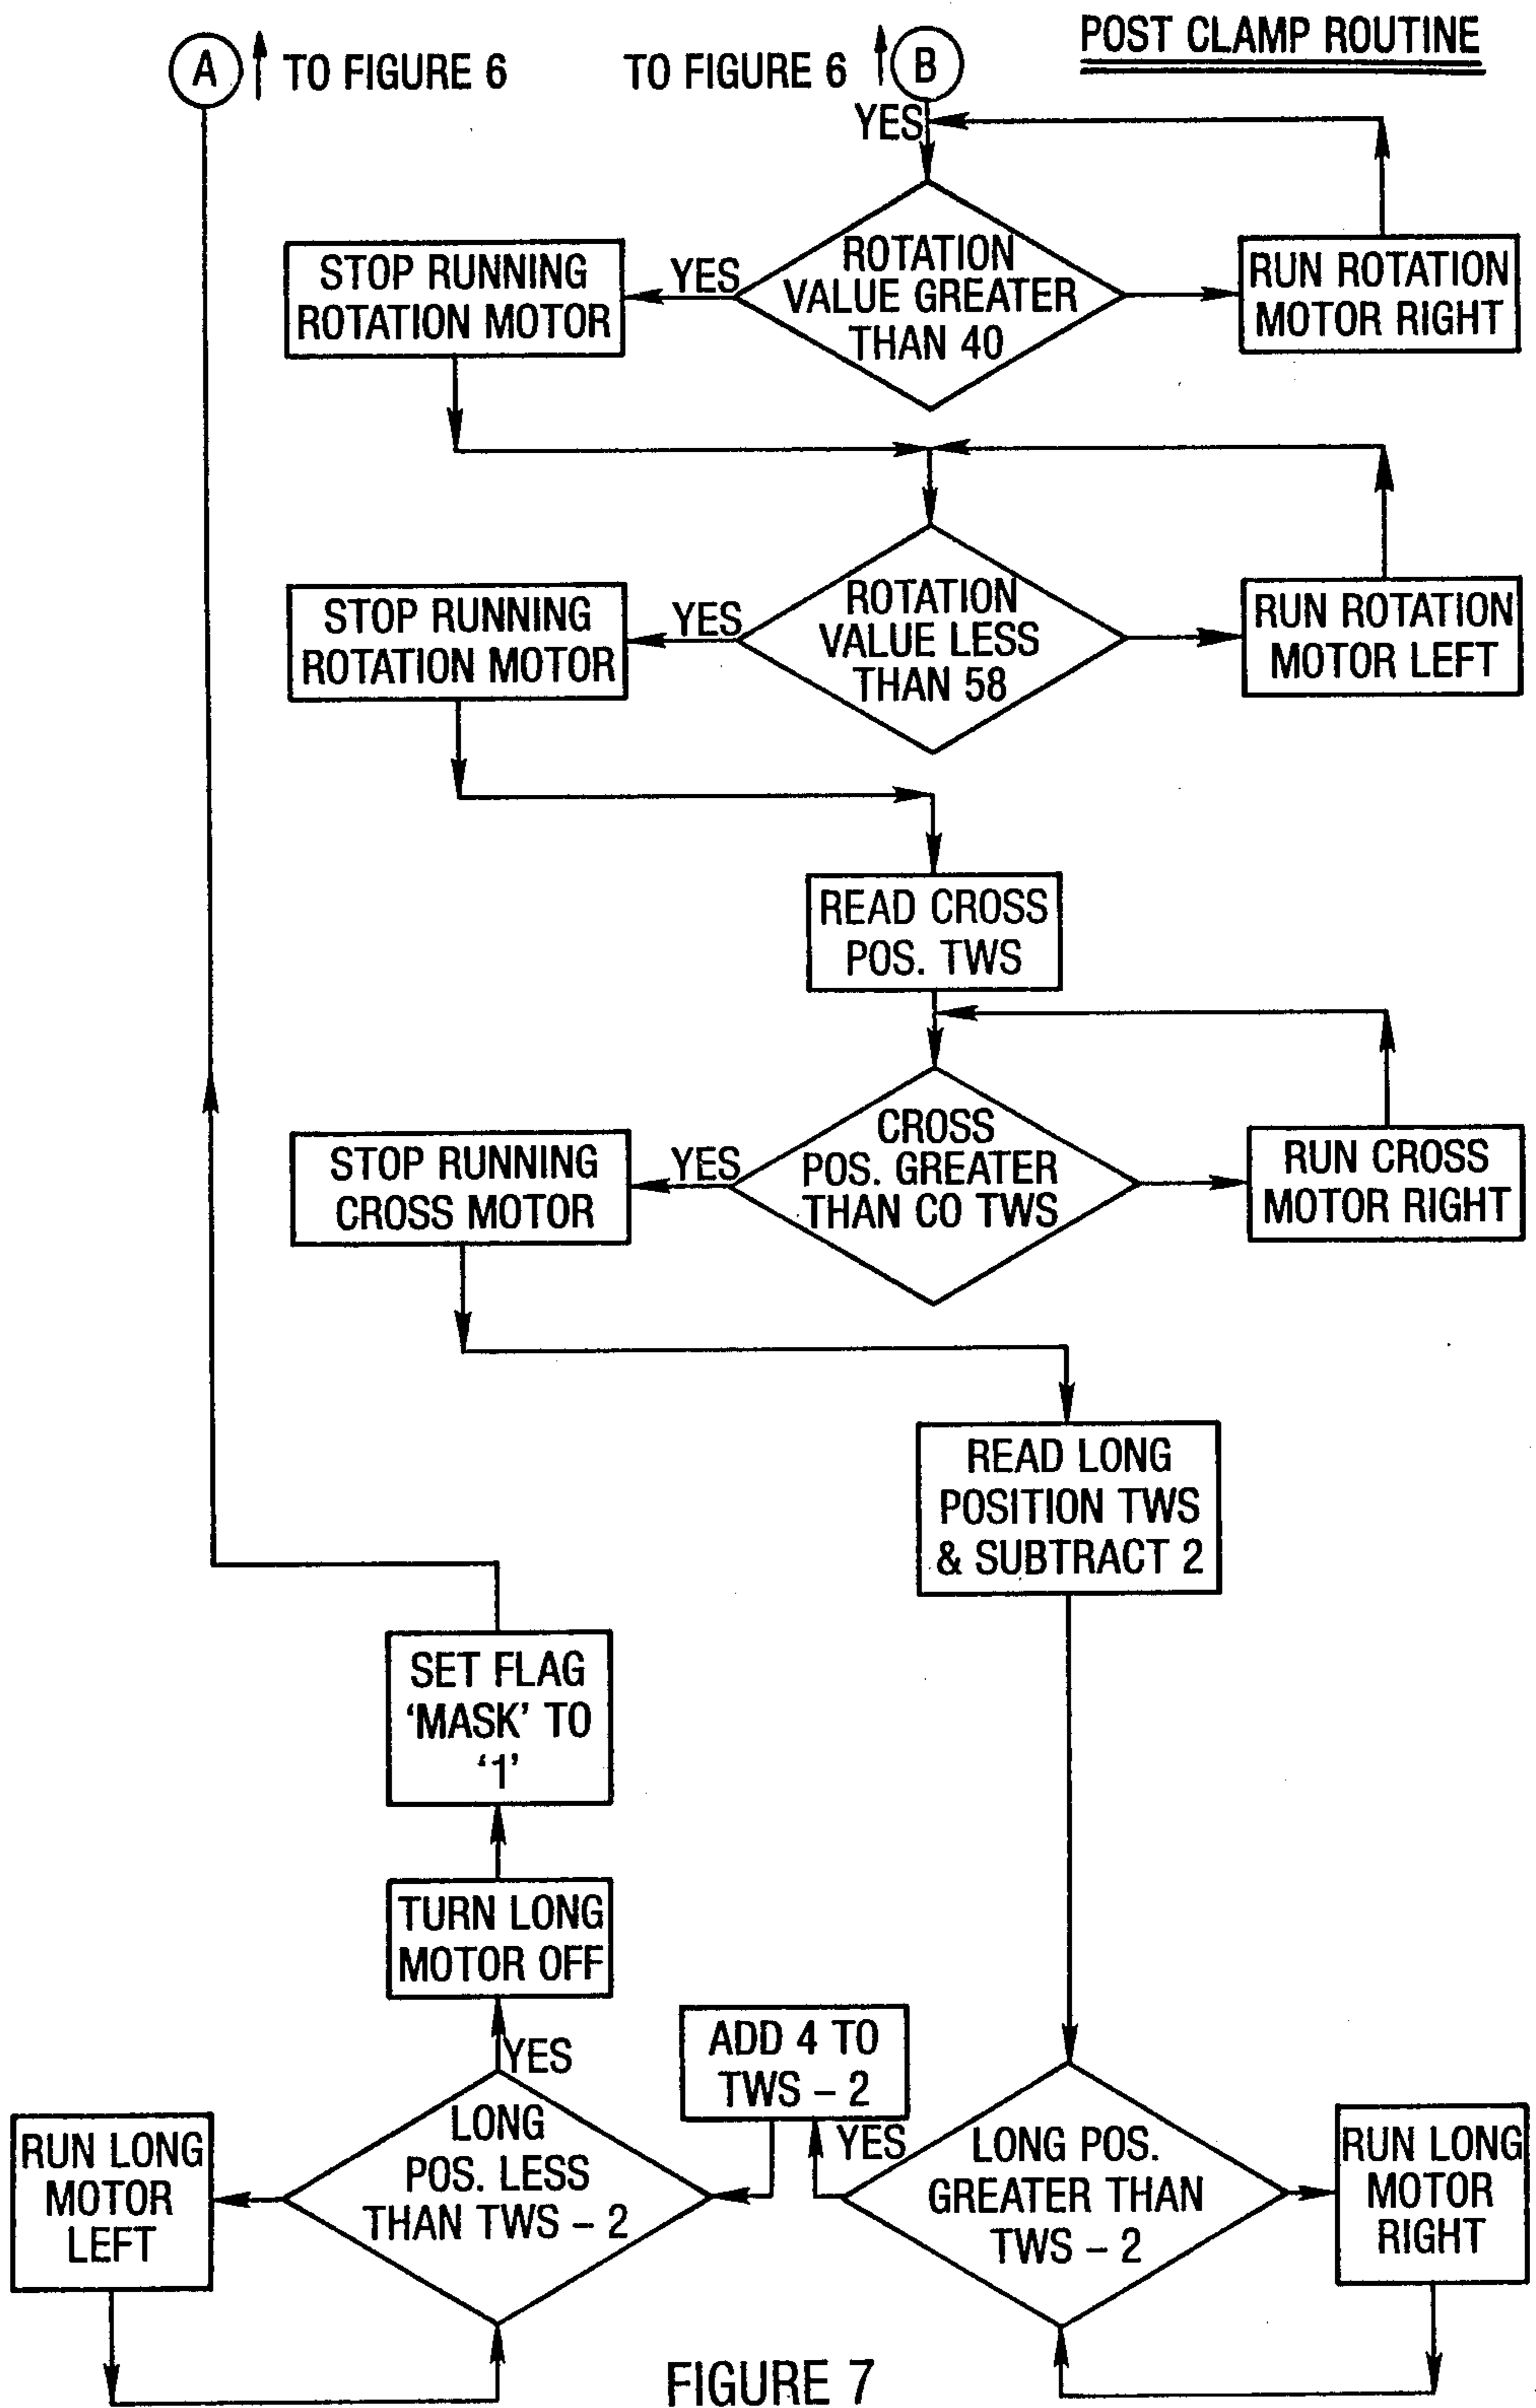 A TO FIGURE 6
TO FIGURE 6 B
POST CLAMP ROUTINE
YES
ROTATION
VALUE GREATER
THAN 40
YES
STOP RUNNING
ROTATION MOTOR
RUN ROTATION
MOTOR RIGHT
ROTATION
VALUE LESS
THAN 58
YES
STOP RUNNING
ROTATION MOTOR
RUN ROTATION
MOTOR LEFT
READ CROSS
POS. TWS
CROSS
POS. GREATER
THAN CO TWS
YES
STOP RUNNING
CROSS MOTOR
RUN CROSS
MOTOR RIGHT
READ LONG
POSITION TWS
& SUBTRACT 2
LONG POS.
GREATER THAN
TWS – 2
RUN LONG
MOTOR
RIGHT
YES
ADD 4 TO
TWS – 2
LONG
POS. LESS
THAN TWS – 2
RUN LONG
MOTOR
LEFT
YES
TURN LONG
MOTOR OFF
SET FLAG
‘MASK’ TO
‘1’
FIGURE 7